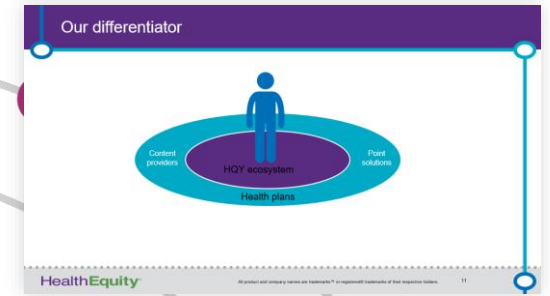 Our differentiator
Content
providers
Point
solutions
HQY ecosystem
Health plans
HealthEquity
All product and company names are trademarks™ or registered® trademarks of their respective holders.
11